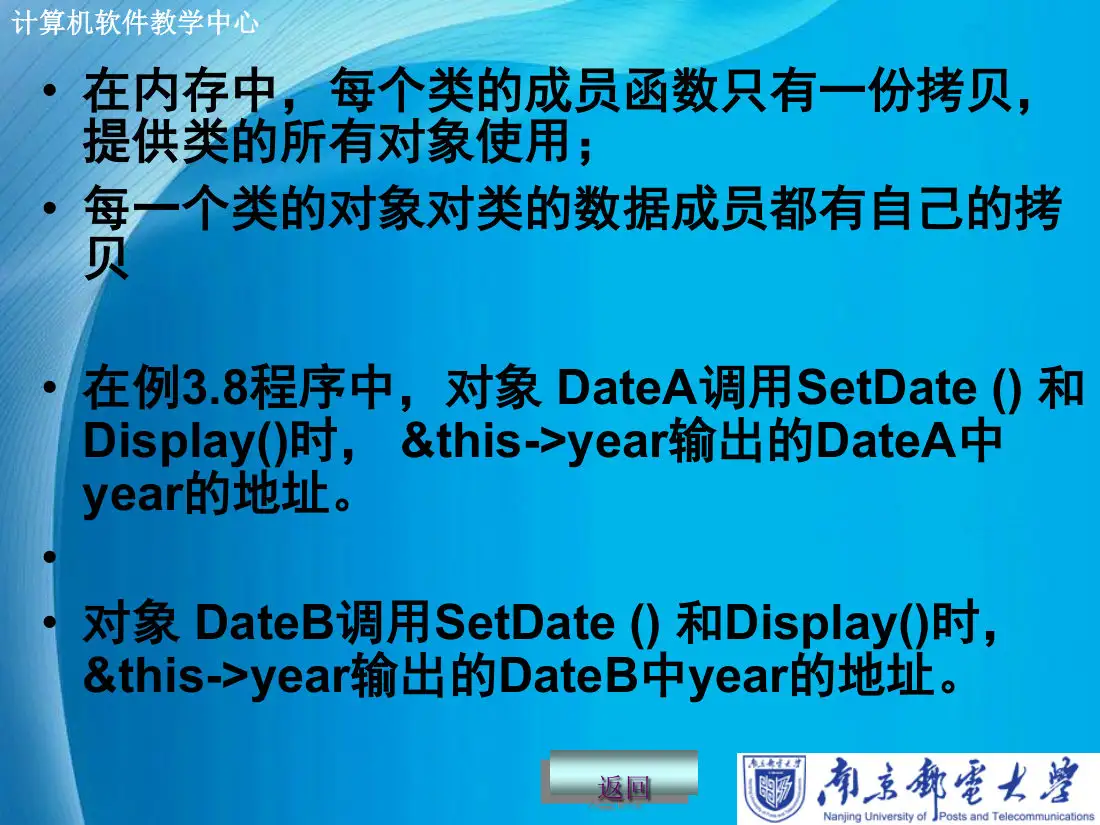 计算机软件教学中心
• 在内存中，每个类的成员函数只有一份拷贝，
提供类的所有对象使用；
• 每一个类的对象对类的数据成员都有自己的拷
贝
• 在例3.8程序中，对象 DateA调用SetDate () 和
Display()时， &this->year输出的DateA中
year的地址。
•
• 对象 DateB调用SetDate () 和Display()时，
&this->year输出的DateB中year的地址。
返回
南京邮电大学
南京郵電大學
Nanjing University of Posts and Telecommunications